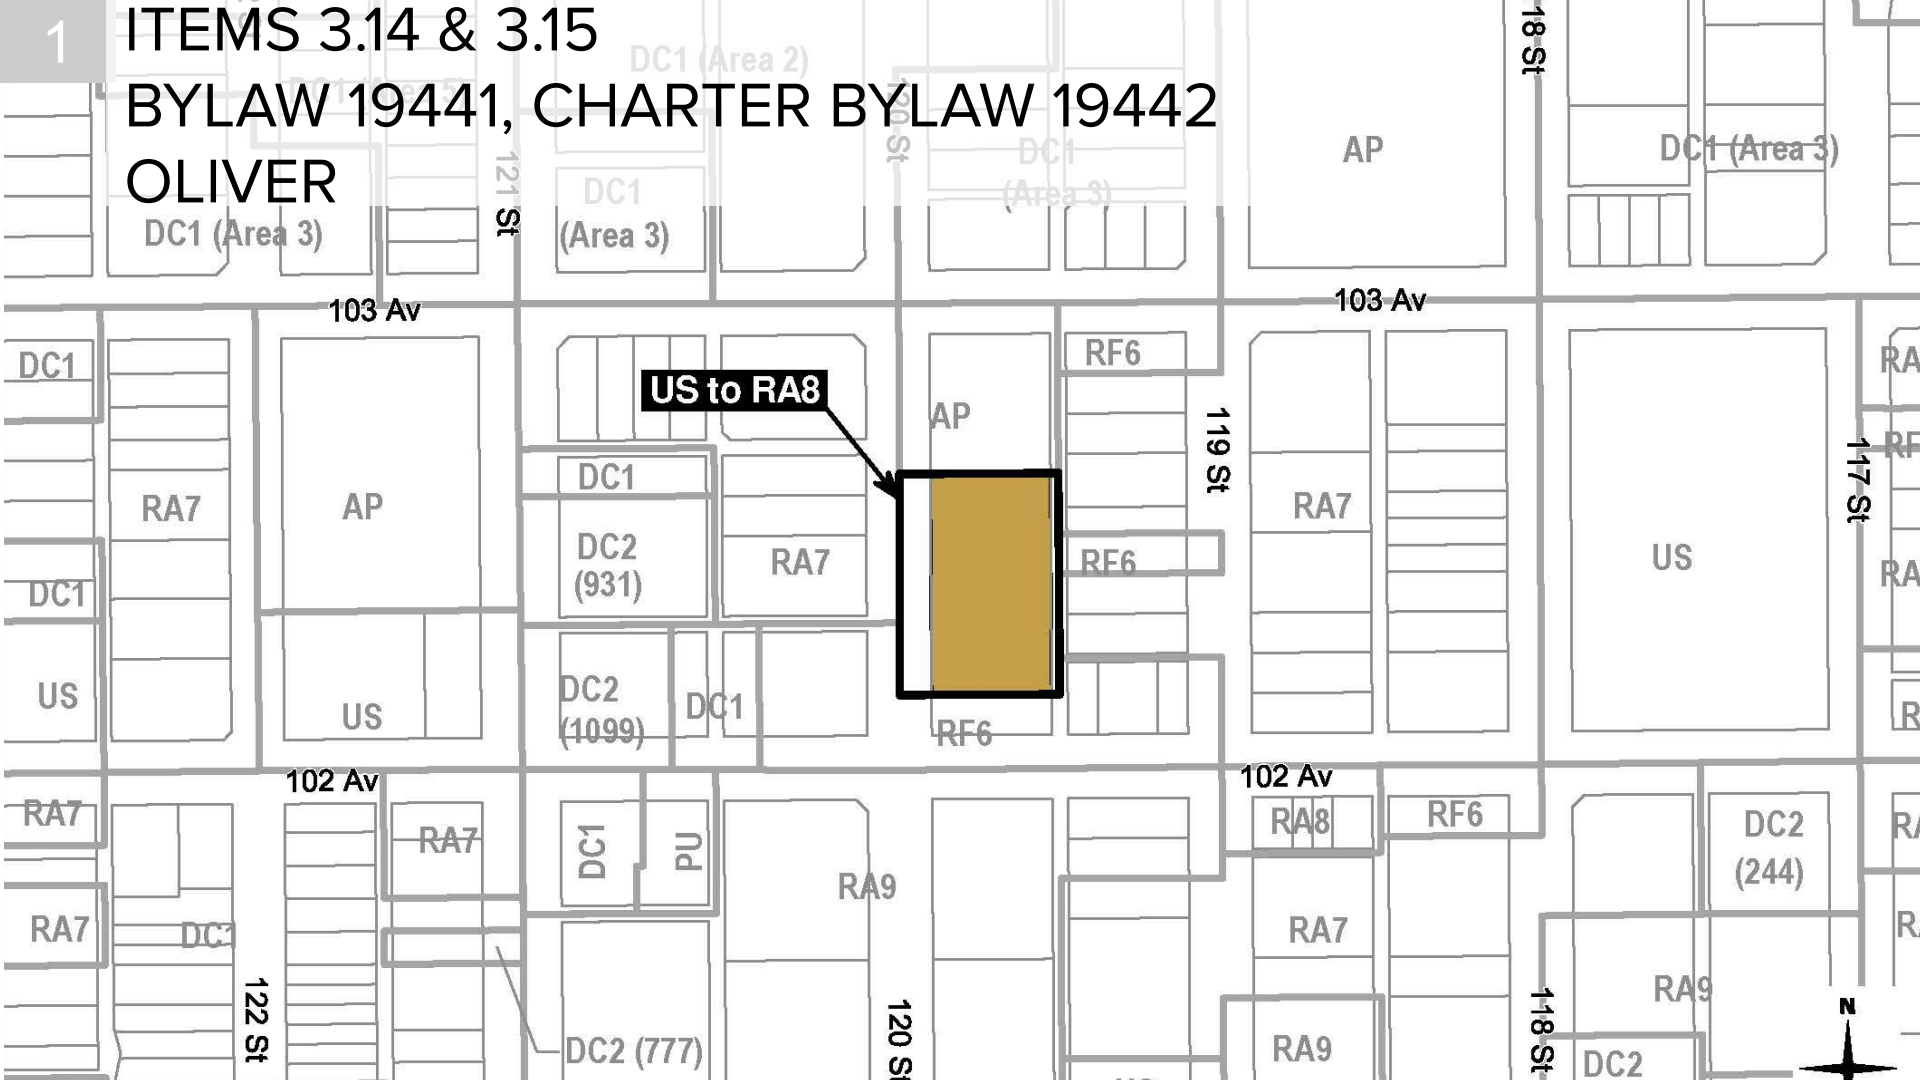 1
ITEMS 3.14 & 3.15
BYLAW 19441, CHARTER BYLAW 19442
OLIVER
DC1 (Area 2)
120 St
118 St
121 St
AP
DC1 (Area 3)
DC1
(Area 3)
DC1
(Area 3)
DC1 (Area 3)
103 Av
103 Av
DC1
RF6
US to RA8
AP
119 St
117 St
RA7
AP
DC1
DC2
(931)
RA7
RF6
RA7
US
DC1
US
US
DC2
(1099)
DC1
RF6
102 Av
102 Av
RA7
RA7
DC1
PU
RA9
RA8
RF6
DC2
(244)
RA7
DC1
RA7
RA9
122 St
DC2 (777)
120 St
RA9
118 St
DC2
N